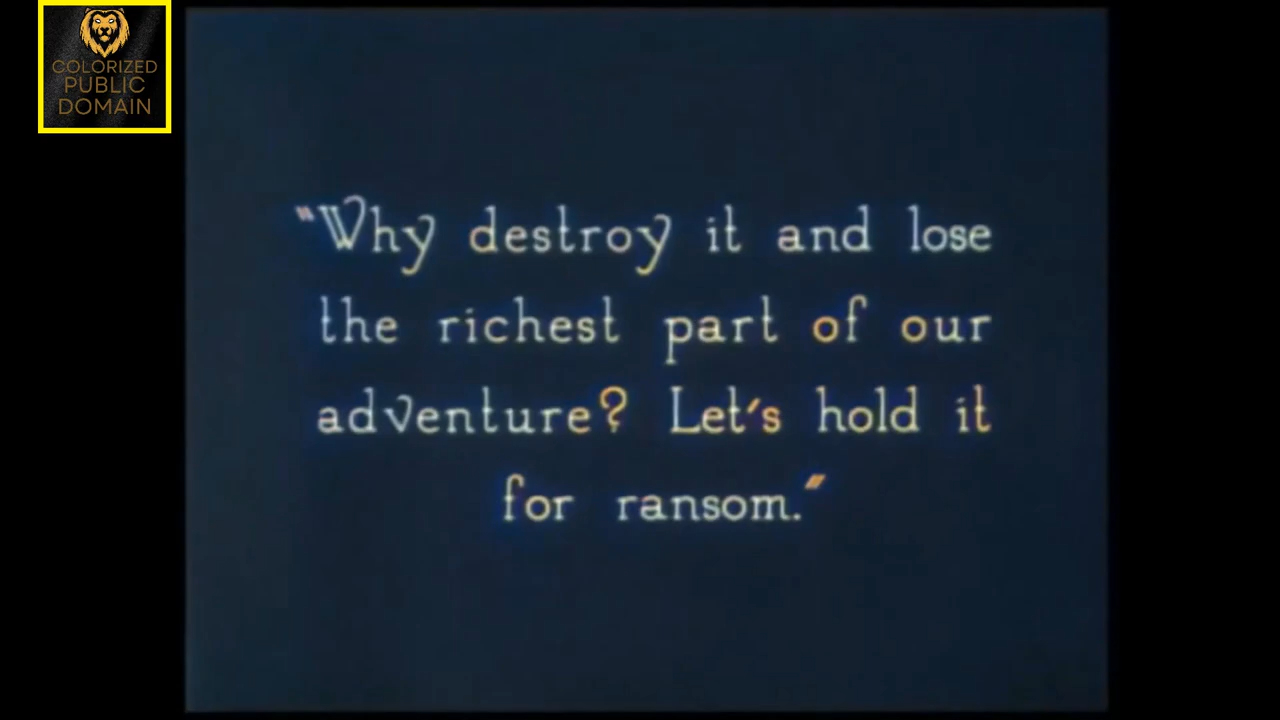 COLORIZED
PUBLIC
DOMAIN
"Why destroy it and lose
the richest part of our
adventure? Let's hold it
for ransom."